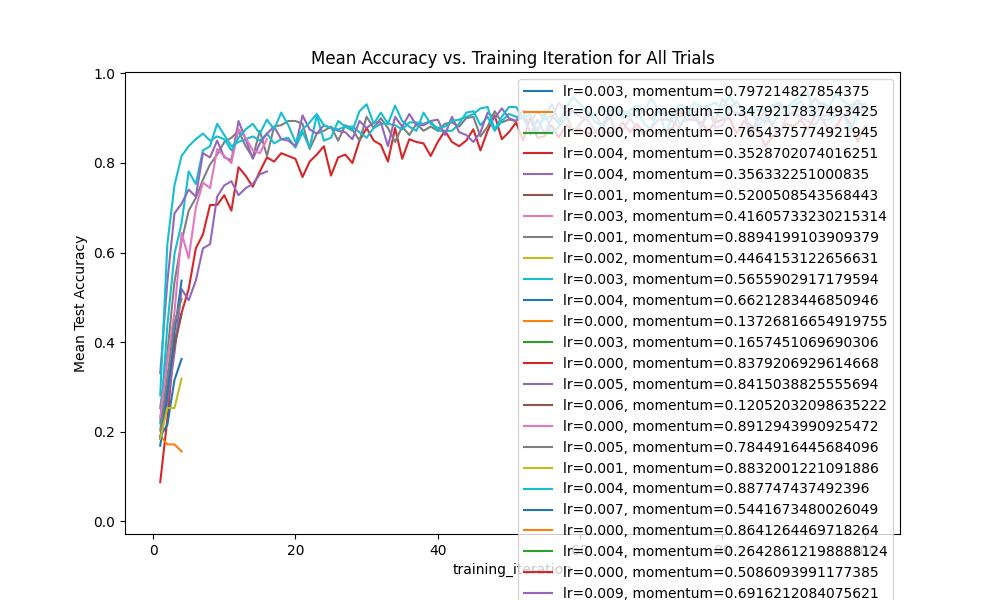 Mean Accuracy vs. Training Iteration for All Trials
Mean Test Accuracy
1.0
0.8
0.6
0.4
0.2
0.0
0
20
40
60
80
100
training_iteration
lr=0.003, momentum=0.797214827854375
lr=0.000, momentum=0.3479217837493425
lr=0.000, momentum=0.7654375774921945
lr=0.004, momentum=0.3528702074016251
lr=0.004, momentum=0.356332251000835
lr=0.001, momentum=0.5200508543568443
lr=0.003, momentum=0.41605733230215314
lr=0.001, momentum=0.8894199103909379
lr=0.002, momentum=0.4464153122656631
lr=0.003, momentum=0.5655902917179594
lr=0.004, momentum=0.6621283446850946
lr=0.000, momentum=0.13726816654919755
lr=0.003, momentum=0.1657451069690306
lr=0.000, momentum=0.8379206929614668
lr=0.005, momentum=0.8415038825555694
lr=0.006, momentum=0.12052032098635222
lr=0.000, momentum=0.8912943990925472
lr=0.005, momentum=0.7844916445684096
lr=0.001, momentum=0.8832001221091886
lr=0.004, momentum=0.887747437492396
lr=0.007, momentum=0.5441673480026049
lr=0.000, momentum=0.8641264469718264
lr=0.004, momentum=0.26428612198888124
lr=0.000, momentum=0.5086093991177385
lr=0.009, momentum=0.6916212084075621